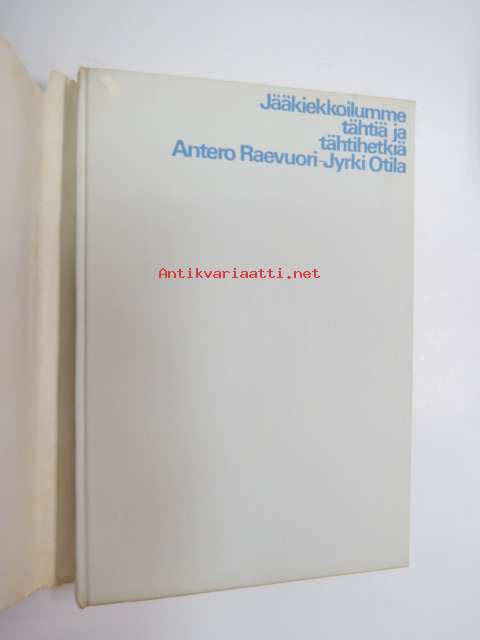 Jääkiekkoilumme
tähtiä ja
tähtihetkiä
Antero Raevuori-Jyrki Otila
Antikvariaatti.net